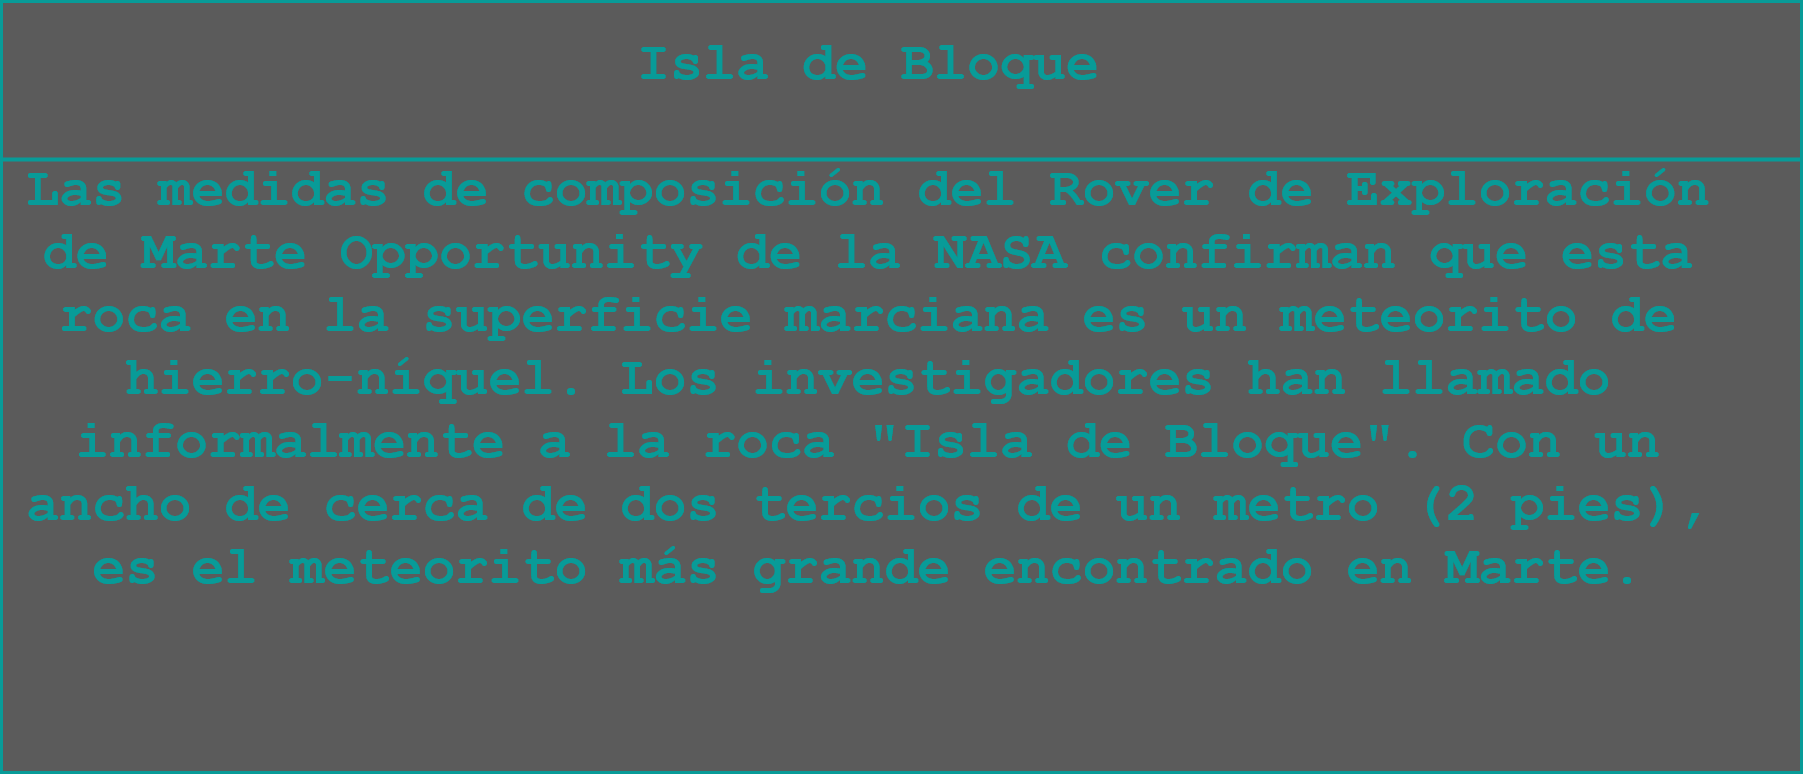 Isla de Bloque
Las medidas de composición del Rover de Exploración
de Marte Opportunity de la NASA confirman que esta
roca en la superficie marciana es un meteorito de
hierro-níquel. Los investigadores han llamado
informalmente a la roca "Isla de Bloque". Con un
ancho de cerca de dos tercios de un metro (2 pies),
es el meteorito más grande encontrado en Marte.